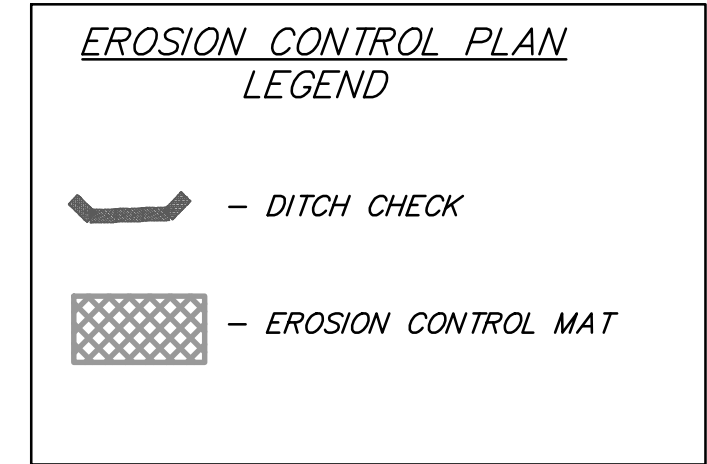 EROSION CONTROL PLAN
LEGEND
- DITCH CHECK
- EROSION CONTROL MAT